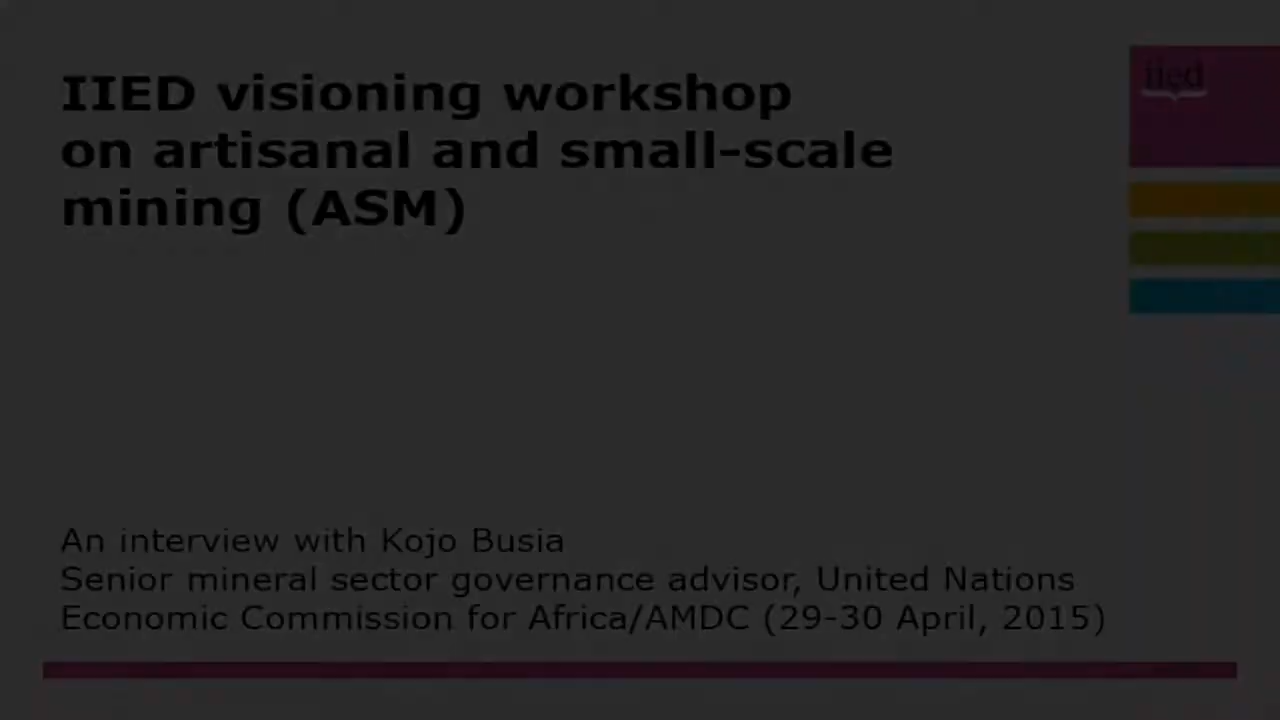 IIED visioning workshop
on artisanal and small-scale
mining (ASM)
iied
An interview with Kojo Busia
Senior mineral sector governance advisor, United Nations
Economic Commission for Africa/AMDC (29-30 April, 2015)